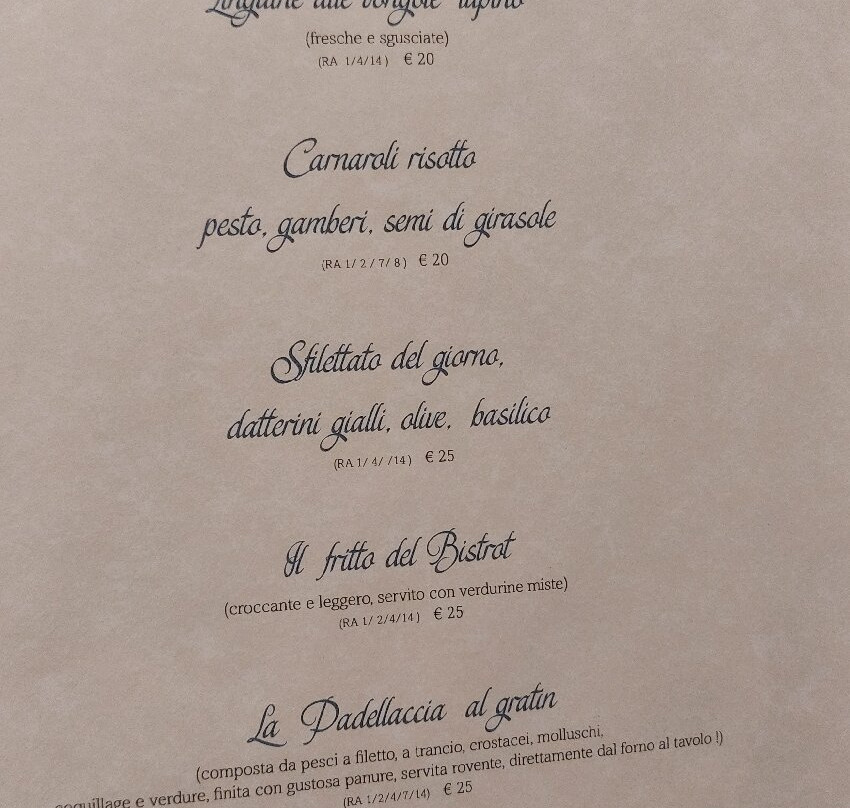 Linguine alle vongole lupino
(fresche e sgusciate)
(RA 1/4/14) € 20
Carnaroli risotto
pesto, gamberi, semi di girasole
(RA 1/ 2 / 7/ 8 ) € 20
Sfilettato del giorno,
datterini gialli, olive, basilico
(RA 1/ 4/ /14 ) € 25
Il fritto del Bistrot
(croccante e leggero, servito con verdurine miste)
(RA 1/ 2/4/14 ) € 25
La Padellaccia al gratin
(composta da pesci a filetto, a trancio, crostacei, molluschi,
coquillage e verdure, finita con gustosa panure, servita rovente, direttamente dal forno al tavolo !)
(RA 1/2/4/7/14) € 25